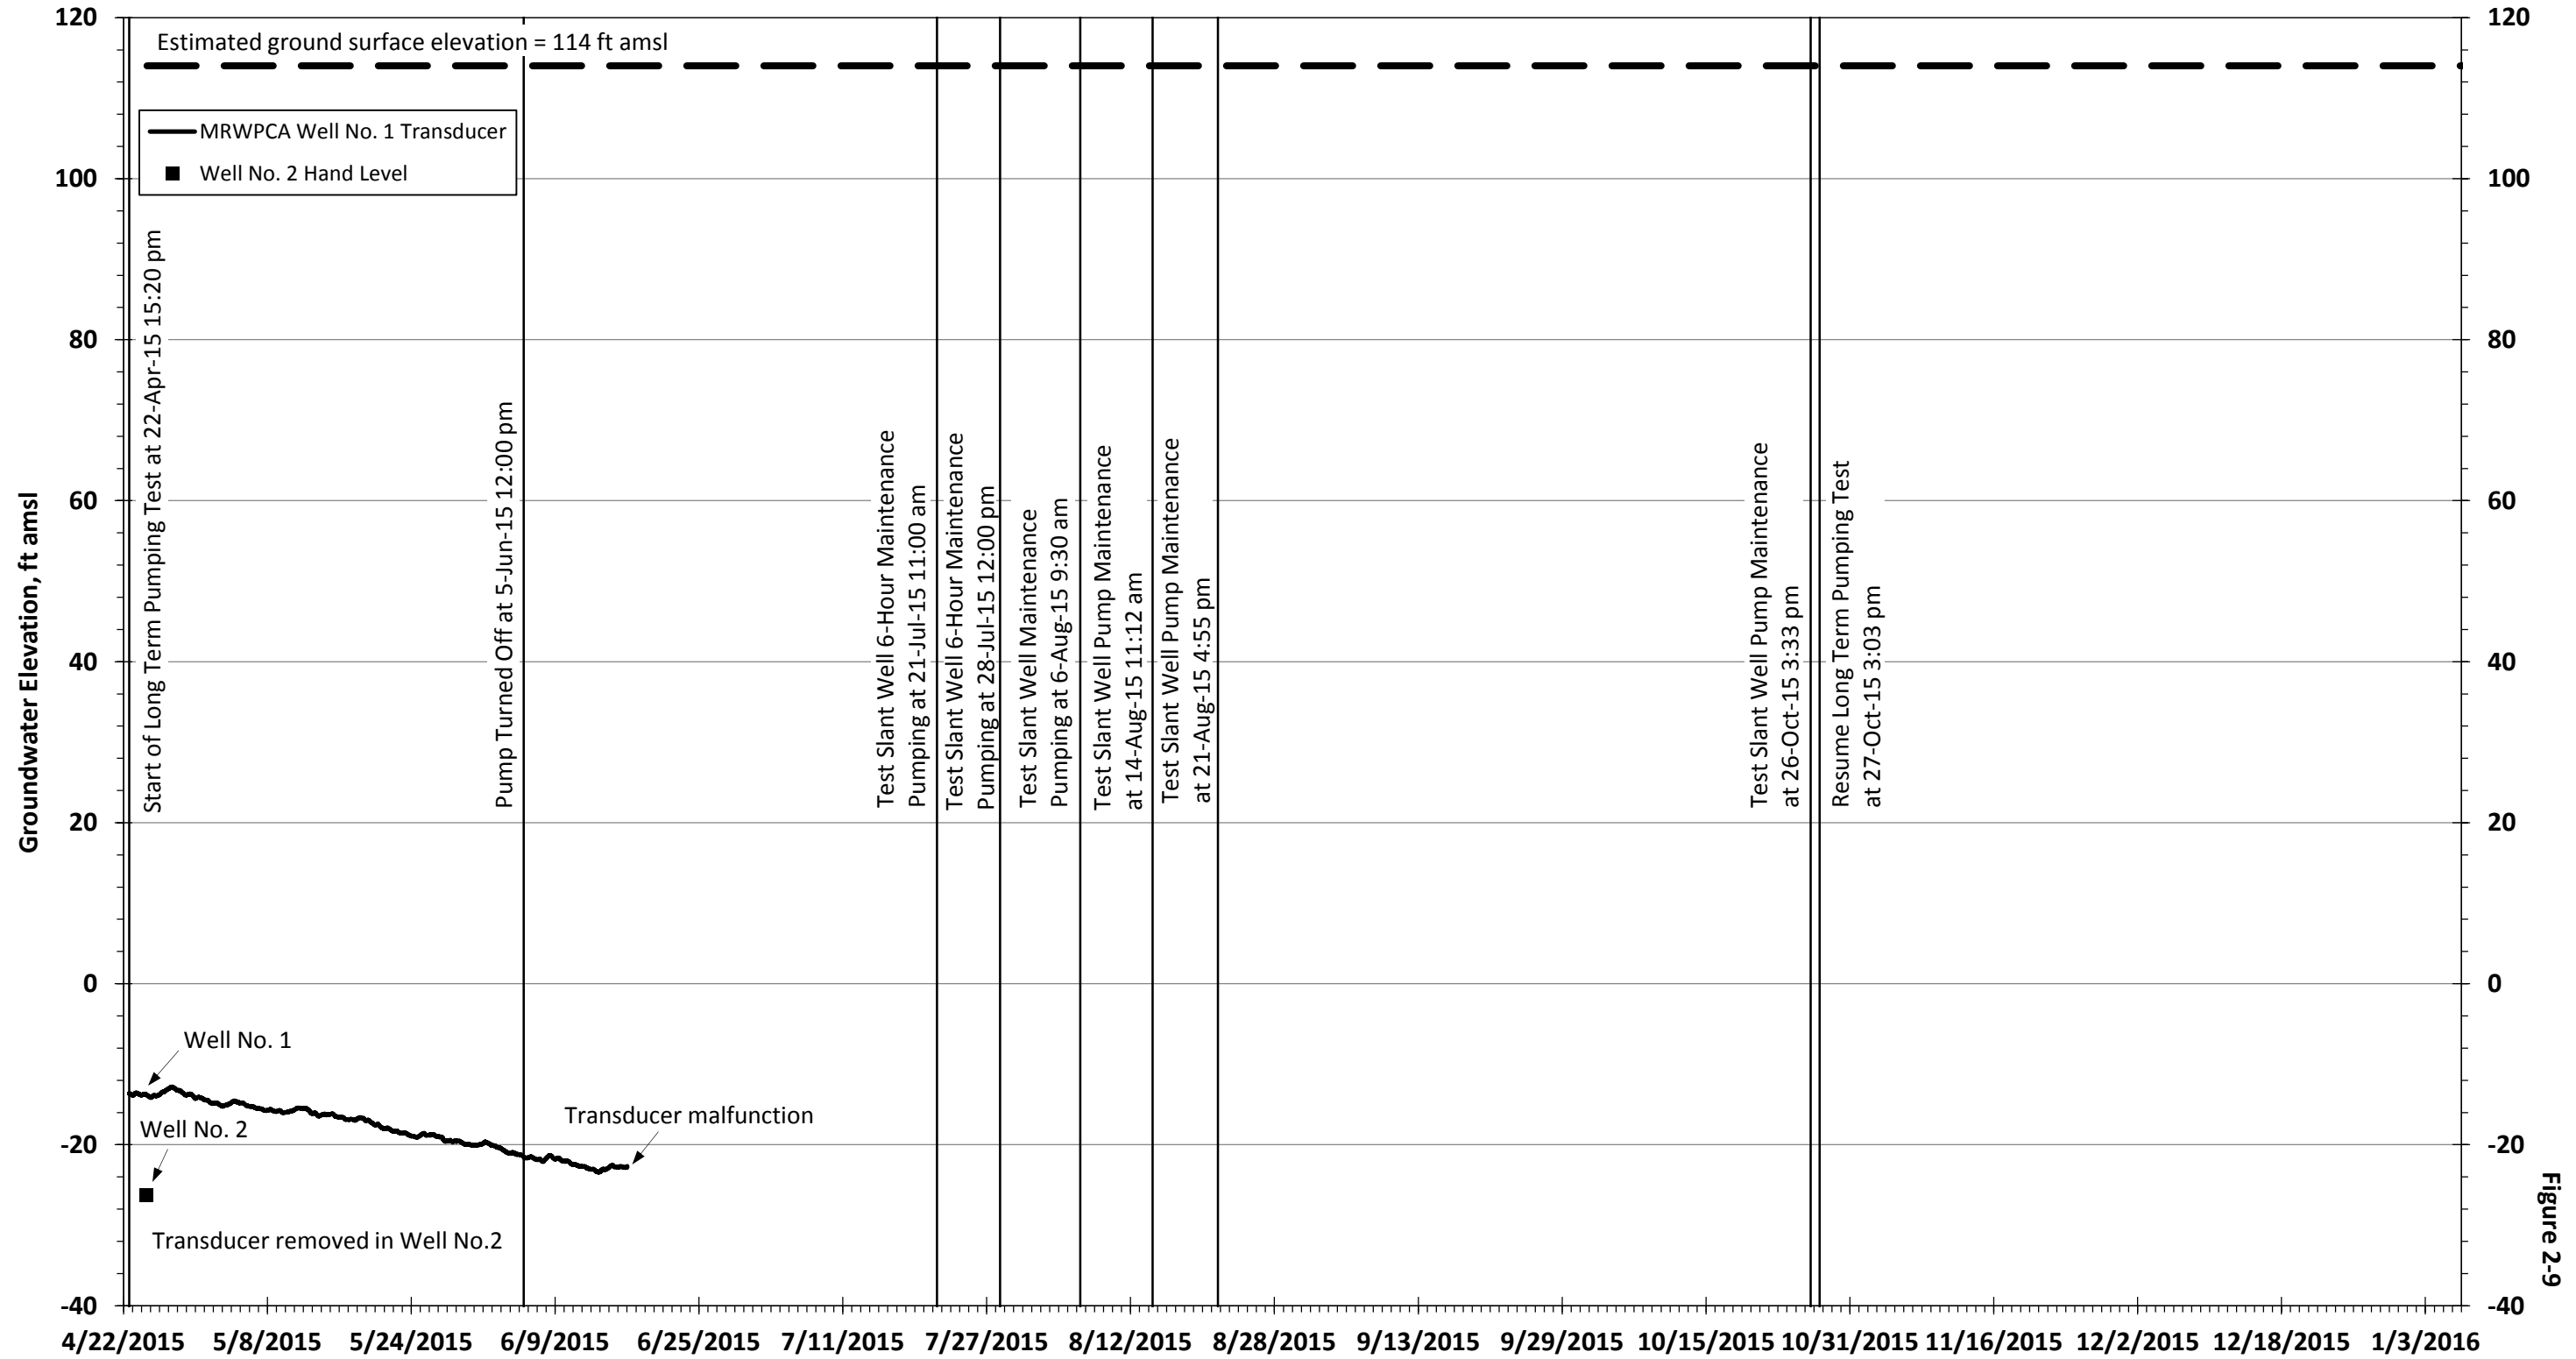 120
100
80
60
40
20
0
-20
-40
Groundwater Elevation, ft amsl
Estimated ground surface elevation = 114 ft amsl
MRWPCA Well No. 1 Transducer
Well No. 2 Hand Level
Start of Long Term Pumping Test at 22-Apr-15 15:20 pm
Pump Turned Off at 5-Jun-15 12:00 pm
Test Slant Well 6-Hour Maintenance
Pumping at 21-Jul-15 11:00 am
Test Slant Well 6-Hour Maintenance
Pumping at 28-Jul-15 12:00 pm
Test Slant Well Maintenance
Pumping at 6-Aug-15 9:30 am
Test Slant Well Pump Maintenance
at 14-Aug-15 11:12 am
Test Slant Well Pump Maintenance
at 21-Aug-15 4:55 pm
Test Slant Well Pump Maintenance
at 26-Oct-15 3:33 pm
Resume Long Term Pumping Test
at 27-Oct-15 3:03 pm
Well No. 1
Well No. 2
Transducer malfunction
Transducer removed in Well No.2
120
100
80
60
40
20
0
-20
-40
4/22/2015 5/8/2015 5/24/2015 6/9/2015 6/25/2015 7/11/2015 7/27/2015 8/12/2015 8/28/2015 9/13/2015 9/29/2015 10/15/2015 10/31/2015 11/16/2015 12/2/2015 12/18/2015 1/3/2016
Figure 2-9